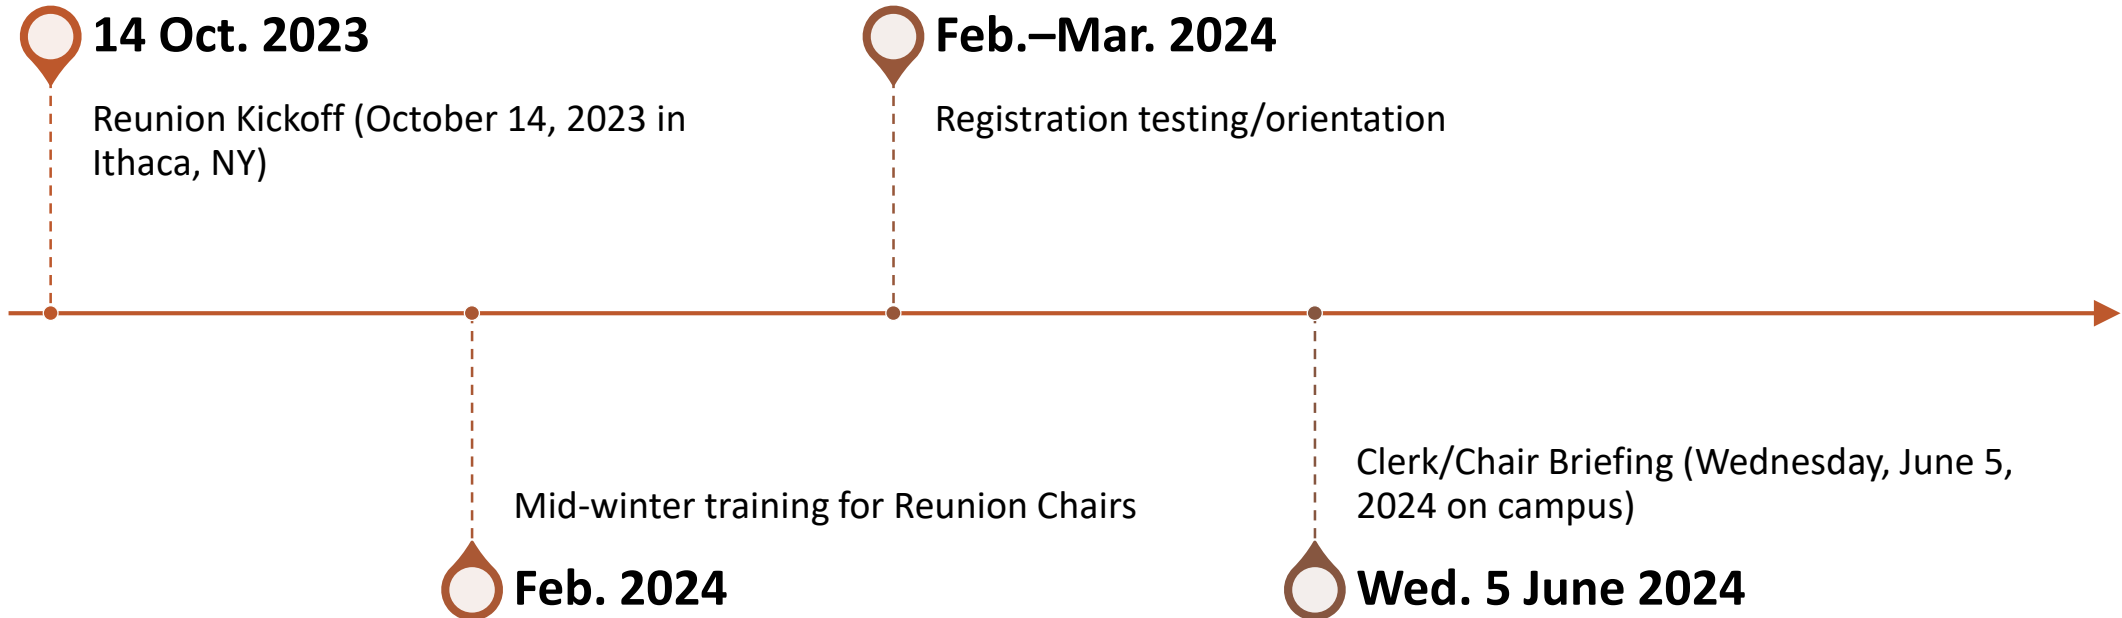 14 Oct. 2023
Reunion Kickoff (October 14, 2023 in
Ithaca, NY)
Mid-winter training for Reunion Chairs
Feb. 2024
Feb.–Mar. 2024
Registration testing/orientation
Clerk/Chair Briefing (Wednesday, June 5,
2024 on campus)
Wed. 5 June 2024